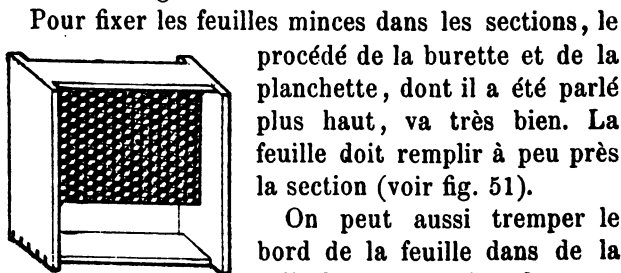 Pour fixer les feuilles minces dans les sections, le
procédé de la burette et de la
planchette, dont il a été parlé
plus haut, va très bien. La
feuille doit remplir à peu près
la section (voir fig. 51).
On peut aussi tremper le
bord de la feuille dans de la